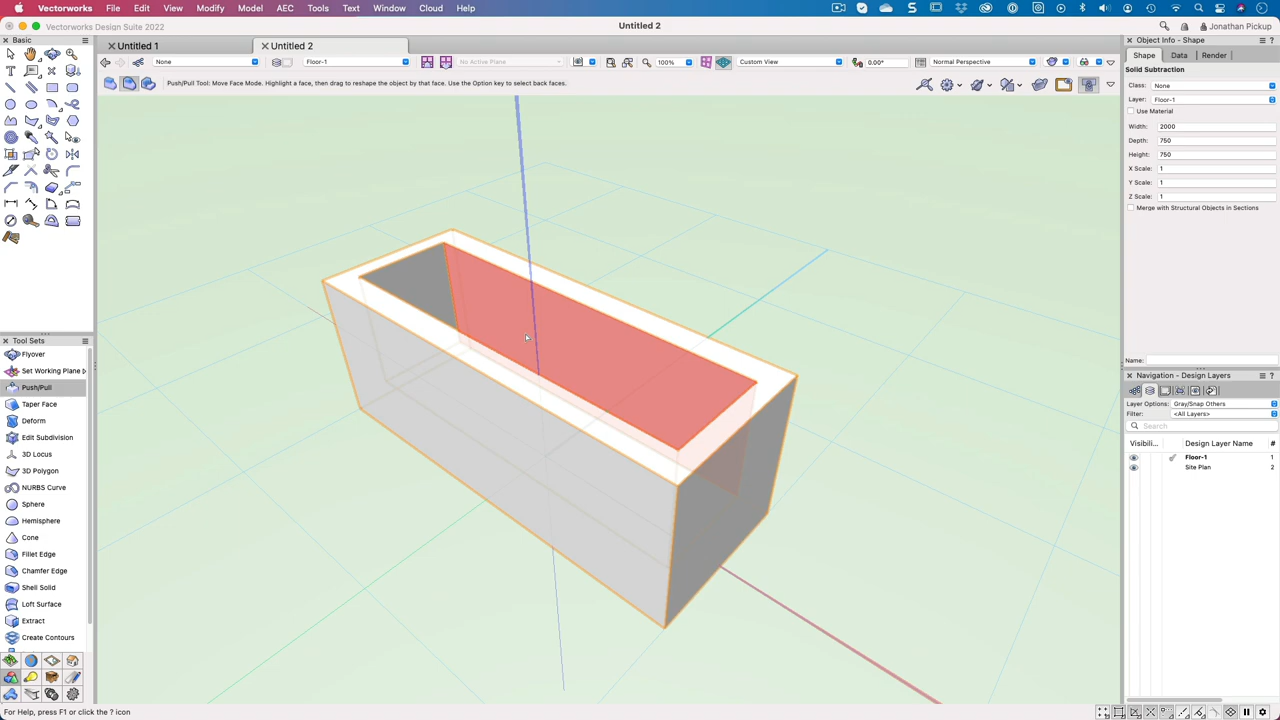 Vectorworks File Edit View Modify Model AEC Tools Text Window Cloud Help
Vectorworks Design Suite 2022
Untitled 2
Jonathan Pickup
Basic
Untitled 1
Untitled 2
None
Floor-1
No Active Plane
100%
Custom View
0.00°
Normal Perspective
Push/Pull Tool: Move Face Mode. Highlight a face, then drag to reshape the object by that face. Use the Option key to select back faces.
Tool Sets
Flyover
Set Working Plane
Push/Pull
Taper Face
Deform
Edit Subdivision
3D Locus
3D Polygon
NURBS Curve
Sphere
Hemisphere
Cone
Fillet Edge
Chamfer Edge
Shell Solid
Loft Surface
Extract
Create Contours
For Help, press F1 or click the ? icon
Object Info - Shape
Shape Data Render
Solid Subtraction
Class: None
Layer: Floor-1
Use Material
Width: 2000
Depth: 750
Height: 750
X Scale: 1
Y Scale: 1
Z Scale: 1
Merge with Structural Objects in Sections
Name:
Navigation - Design Layers
Layer Options: Gray/Snap Others
Filter: <All Layers>
Search
Visibili... Design Layer Name #
Floor-1 1
Site Plan 2